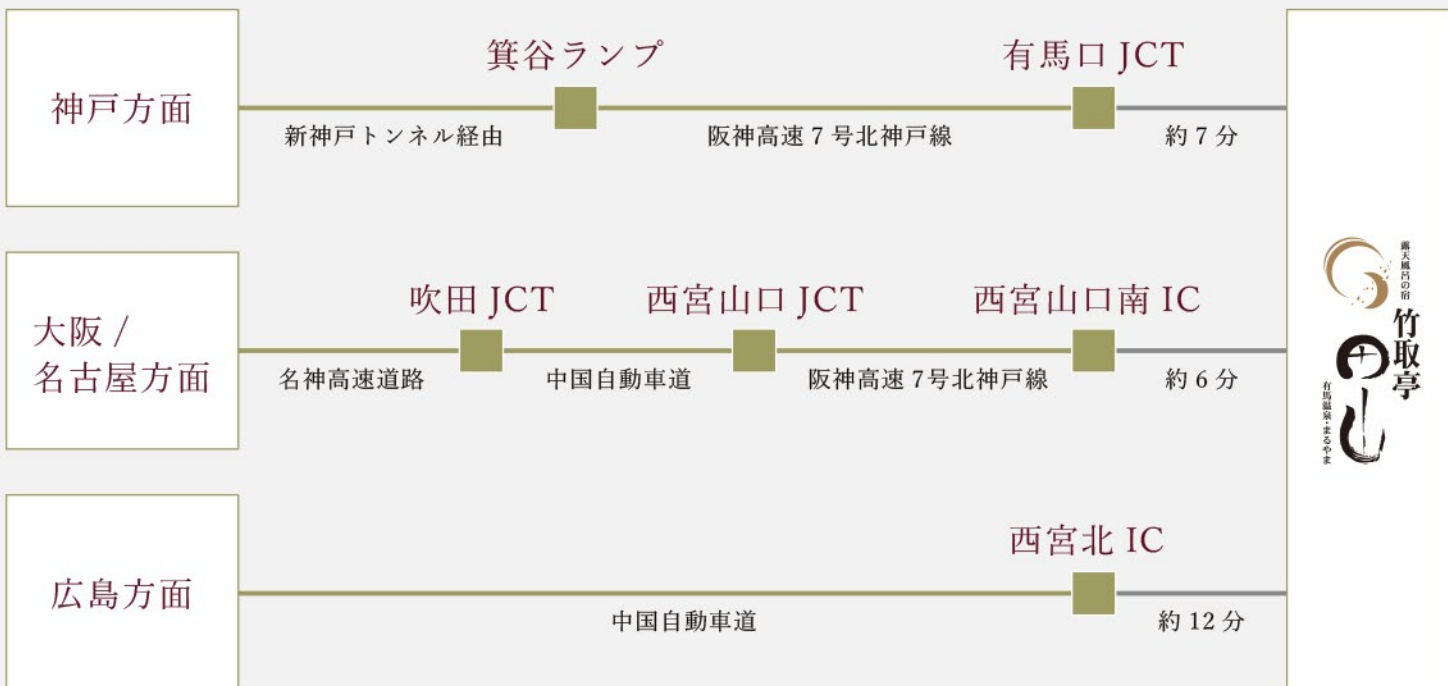 神戸方面
箕谷ランプ
有馬口 JCT
新神戸トンネル経由
阪神高速 7 号北神戸線
約 7 分
大阪 /
名古屋方面
吹田 JCT
西宮山口 JCT
西宮山口南 IC
名神高速道路
中国自動車道
阪神高速 7号北神戸線
約 6 分
広島方面
西宮北 IC
中国自動車道
約 12 分
露天風呂の宿
竹取亭
円山
有馬温泉・まるやま